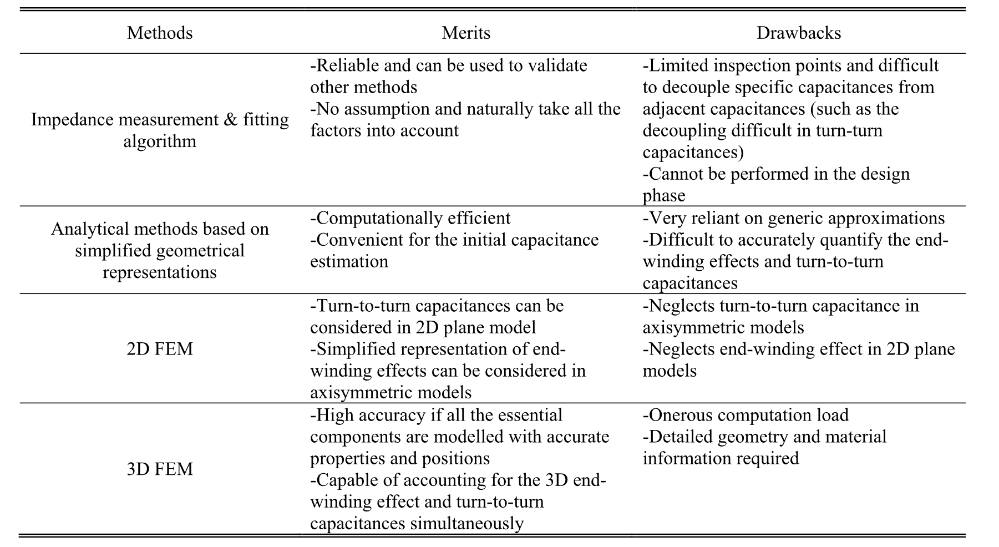 Methods
Merits
Drawbacks
Impedance measurement & fitting
algorithm
-Reliable and can be used to validate
other methods
-No assumption and naturally take all the
factors into account
-Limited inspection points and difficult
to decouple specific capacitances from
adjacent capacitances (such as the
decoupling difficult in turn-turn
capacitances)
-Cannot be performed in the design
phase
Analytical methods based on
simplified geometrical
representations
-Computationally efficient
-Convenient for the initial capacitance
estimation
-Very reliant on generic approximations
-Difficult to accurately quantify the end-
winding effects and turn-to-turn
capacitances
2D FEM
-Turn-to-turn capacitances can be
considered in 2D plane model
-Simplified representation of end-
winding effects can be considered in
axisymmetric models
-Neglects turn-to-turn capacitance in
axisymmetric models
-Neglects end-winding effect in 2D plane
models
3D FEM
-High accuracy if all the essential
components are modelled with accurate
properties and positions
-Capable of accounting for the 3D end-
winding effect and turn-to-turn
capacitances simultaneously
-Onerous computation load
-Detailed geometry and material
information required